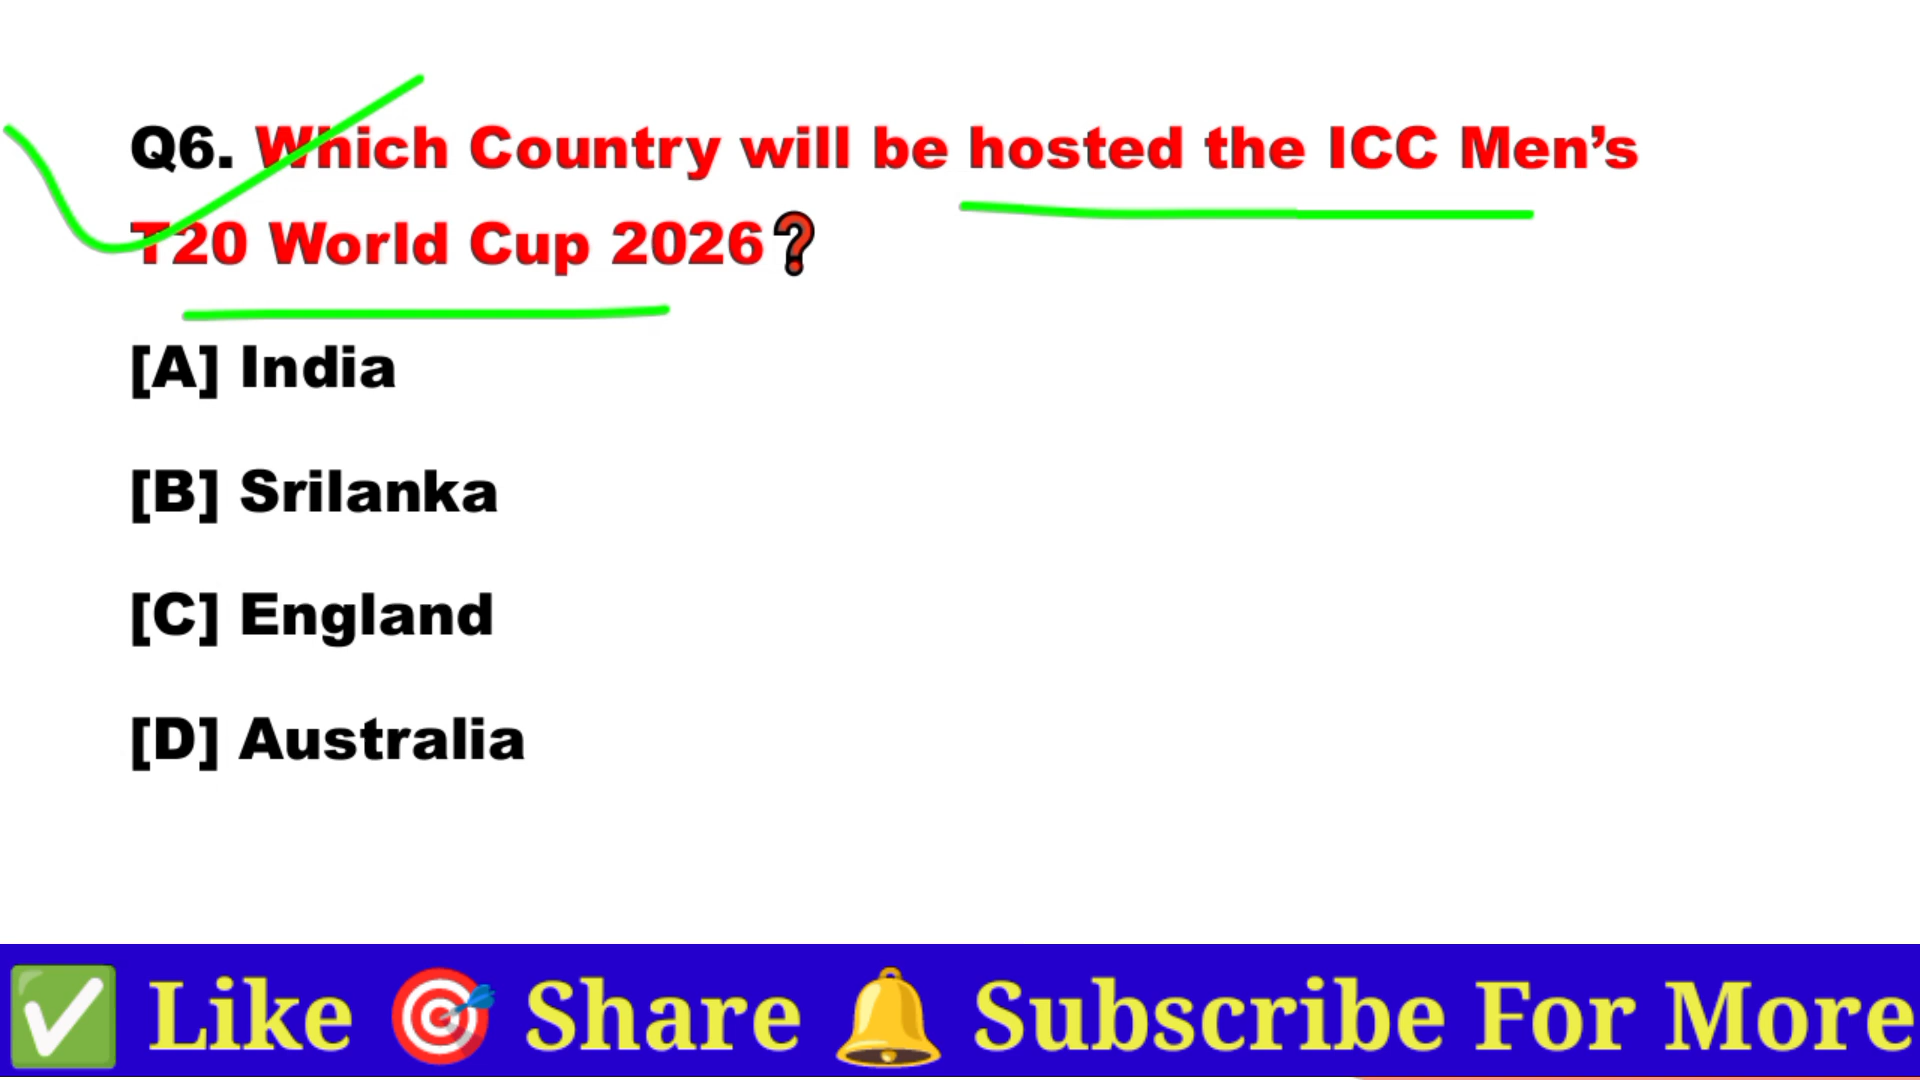 Q6. Which Country will be hosted the ICC Men’s
T20 World Cup 2026❓
[A] India
[B] Srilanka
[C] England
[D] Australia
✅ Like 🎯 Share 🔔 Subscribe For More